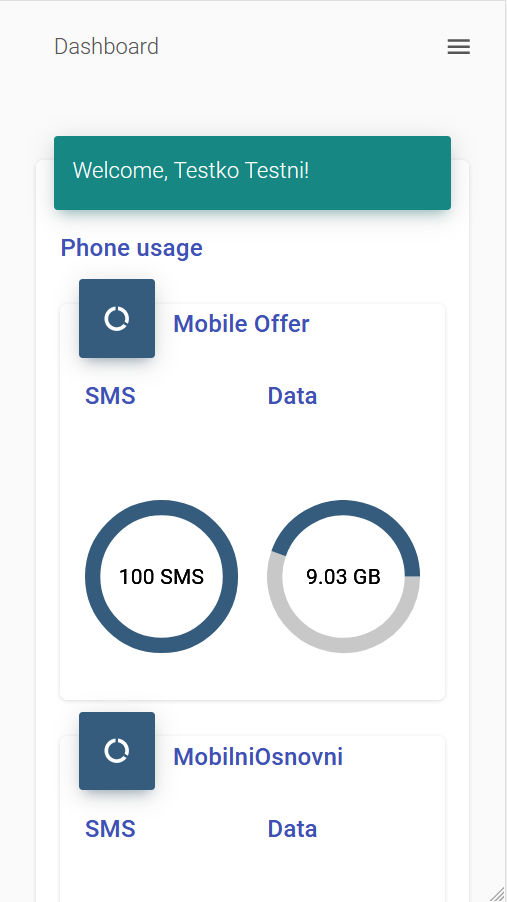 Dashboard
Welcome, Testko Testni!
Phone usage
Mobile Offer
SMS Data
100 SMS 9.03 GB
MobilniOsnovni
SMS Data